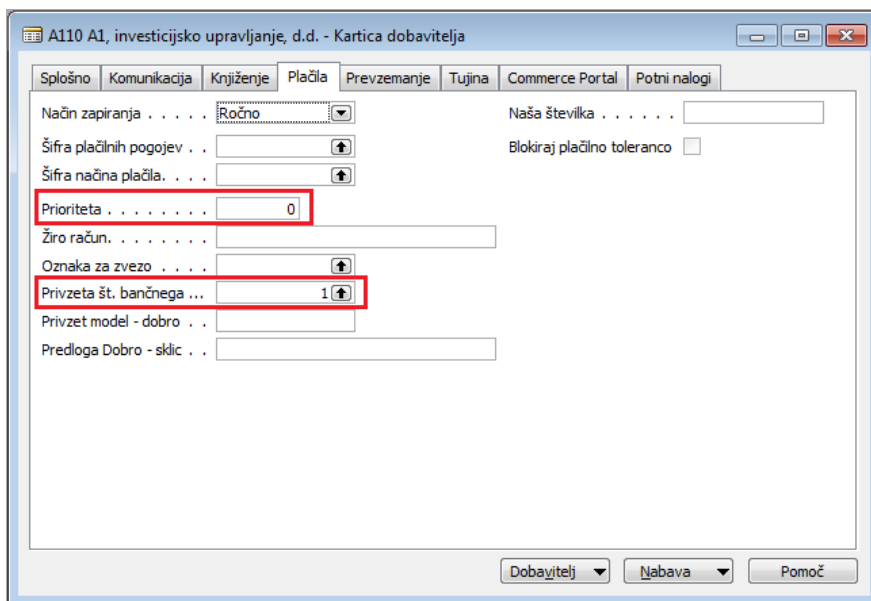 A110 A1, investicijsko upravljanje, d.d. - Kartica dobavitelja
Splošno Komunikacija Knjiženje Plačila Prevzemanje Tujina Commerce Portal Potni nalogi
Način zapiranja . . . . . Ročno Naša številka . . . . . .
Šifra plačilnih pogojev . . Blokiraj plačilno toleranco
Šifra načina plačila. . . .
Prioriteta . . . . . . . . 0
Žiro račun. . . . . . . .
Oznaka za zvezo . . . .
Privzeta št. bančnega ... 1
Privzet model - dobro . .
Predloga Dobro - sklic . .
Dobavitelj Nabava Pomoč